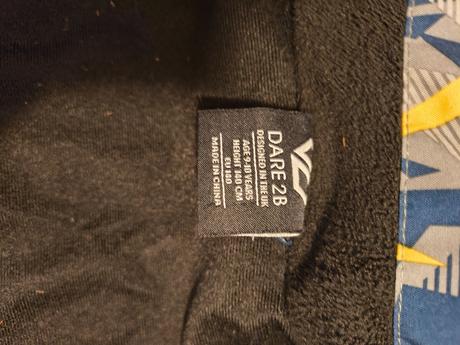 DARE 2B
DESIGNED IN THE UK
AGE 9-10 YEARS
HEIGHT 140 CM
EU 140
MADE IN CHINA